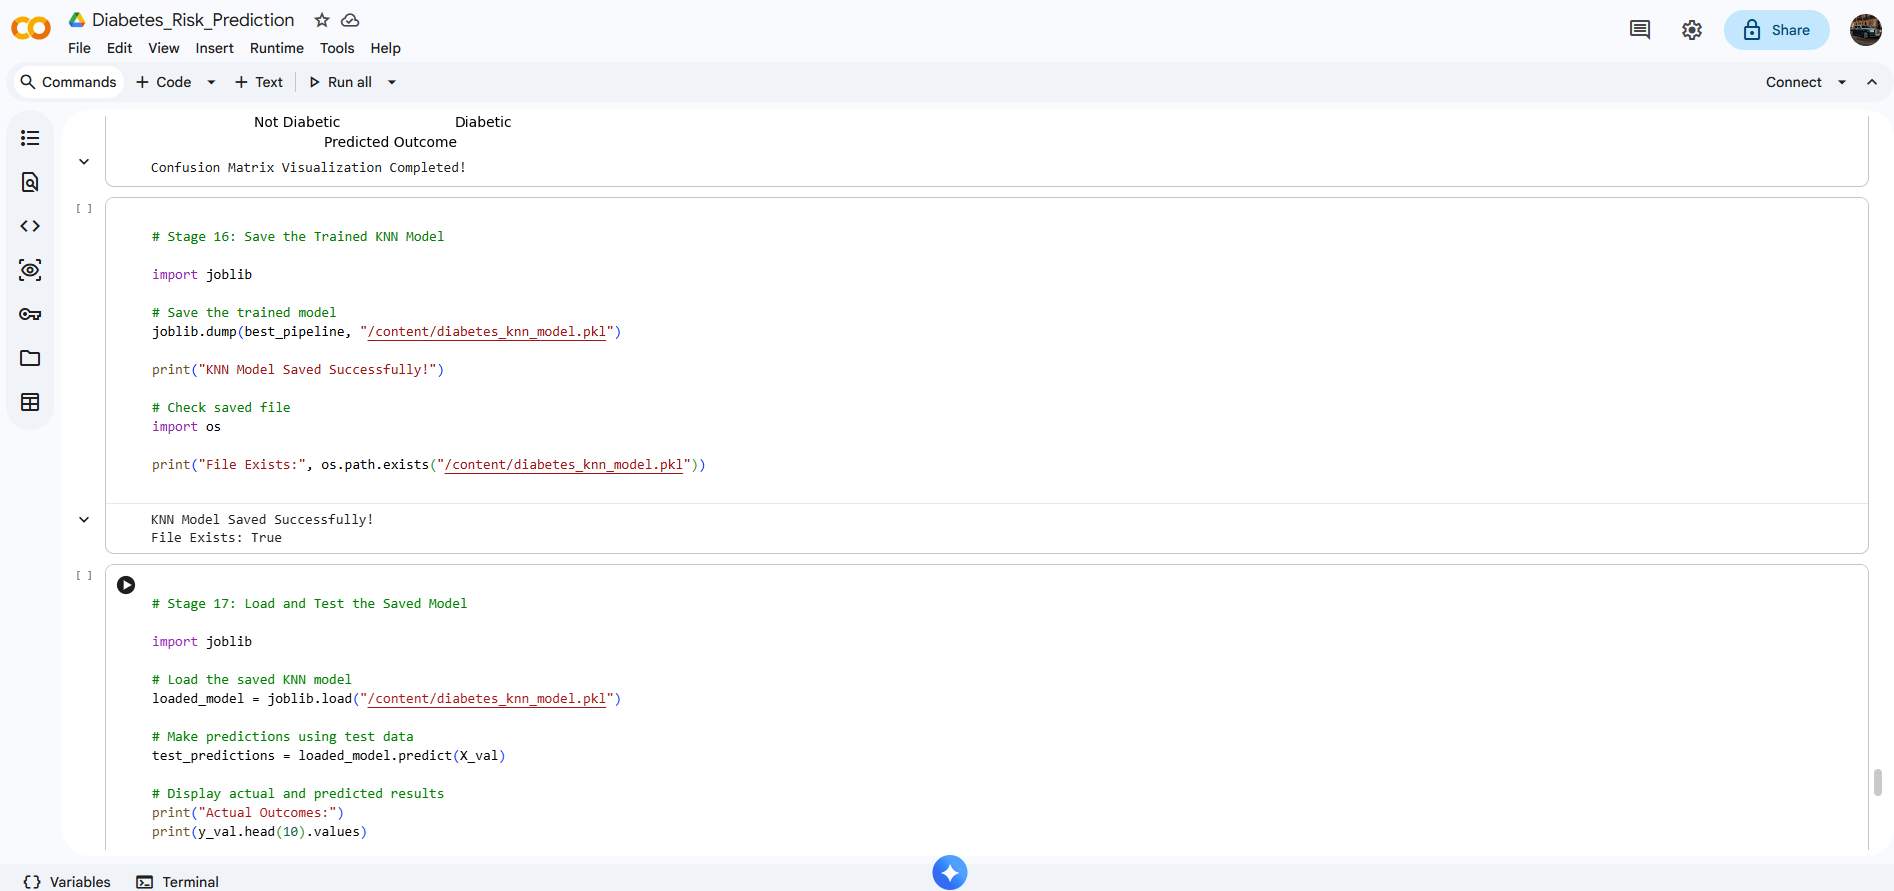 Diabetes_Risk_Prediction
File Edit View Insert Runtime Tools Help
Share
Commands + Code + Text Run all
Connect
Not Diabetic Diabetic
Predicted Outcome
Confusion Matrix Visualization Completed!
[ ]
# Stage 16: Save the Trained KNN Model
import joblib
# Save the trained model
joblib.dump(best_pipeline, "/content/diabetes_knn_model.pkl")
print("KNN Model Saved Successfully!")
# Check saved file
import os
print("File Exists:", os.path.exists("/content/diabetes_knn_model.pkl"))
KNN Model Saved Successfully!
File Exists: True
[ ]
# Stage 17: Load and Test the Saved Model
import joblib
# Load the saved KNN model
loaded_model = joblib.load("/content/diabetes_knn_model.pkl")
# Make predictions using test data
test_predictions = loaded_model.predict(X_val)
# Display actual and predicted results
print("Actual Outcomes:")
print(y_val.head(10).values)
Variables Terminal